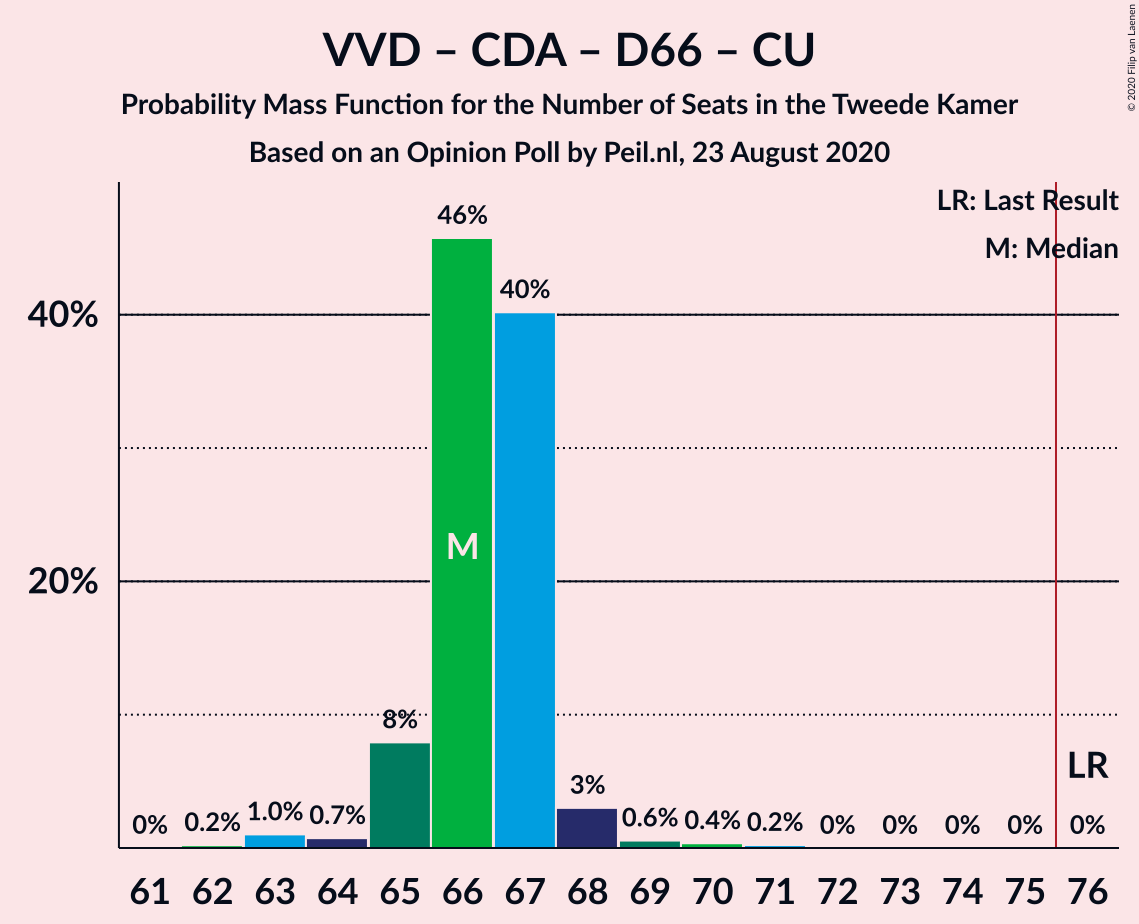 VVD – CDA – D66 – CU
Probability Mass Function for the Number of Seats in the Tweede Kamer
Based on an Opinion Poll by Peil.nl, 23 August 2020
© 2020 Filip van Laenen
LR: Last Result
M: Median
40%
20%
0% 0.2% 1.0% 0.7% 8% 46% 40% 3% 0.6% 0.4% 0.2% 0% 0% 0% 0% 0%
M
LR
61 62 63 64 65 66 67 68 69 70 71 72 73 74 75 76